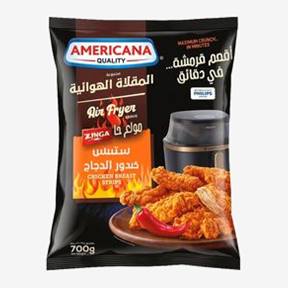 AMERICANA
QUALITY
MAXIMUM CRUNCH,
IN MINUTES
أقصى قرمشة...
في دقائق
PHILIPS
المقلاة الهوائية
Air Fryer
ZINGA
ستربس
صدور الدجاج
CHICKEN BREAST
STRIPS
700g